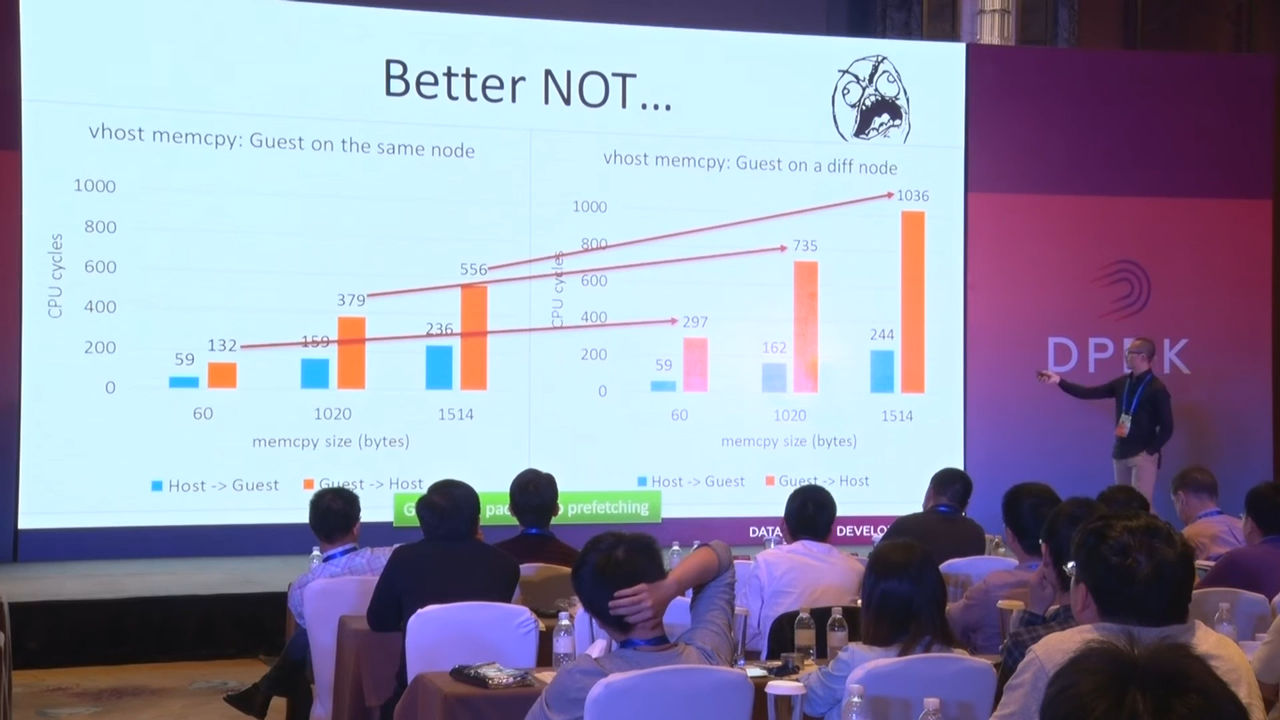 Better NOT...
vhost memcpy: Guest on the same node
1000
800
600
400
200
0
CPU cycles
59
132
159
379
236
556
60
1020
1514
memcpy size (bytes)
Host -> Guest
Guest -> Host
vhost memcpy: Guest on a diff node
1000
800
600
400
200
0
CPU cycles
59
297
162
735
244
1036
60
1020
1514
memcpy size (bytes)
Host -> Guest
Guest -> Host
prefetching
DATA
DPDK